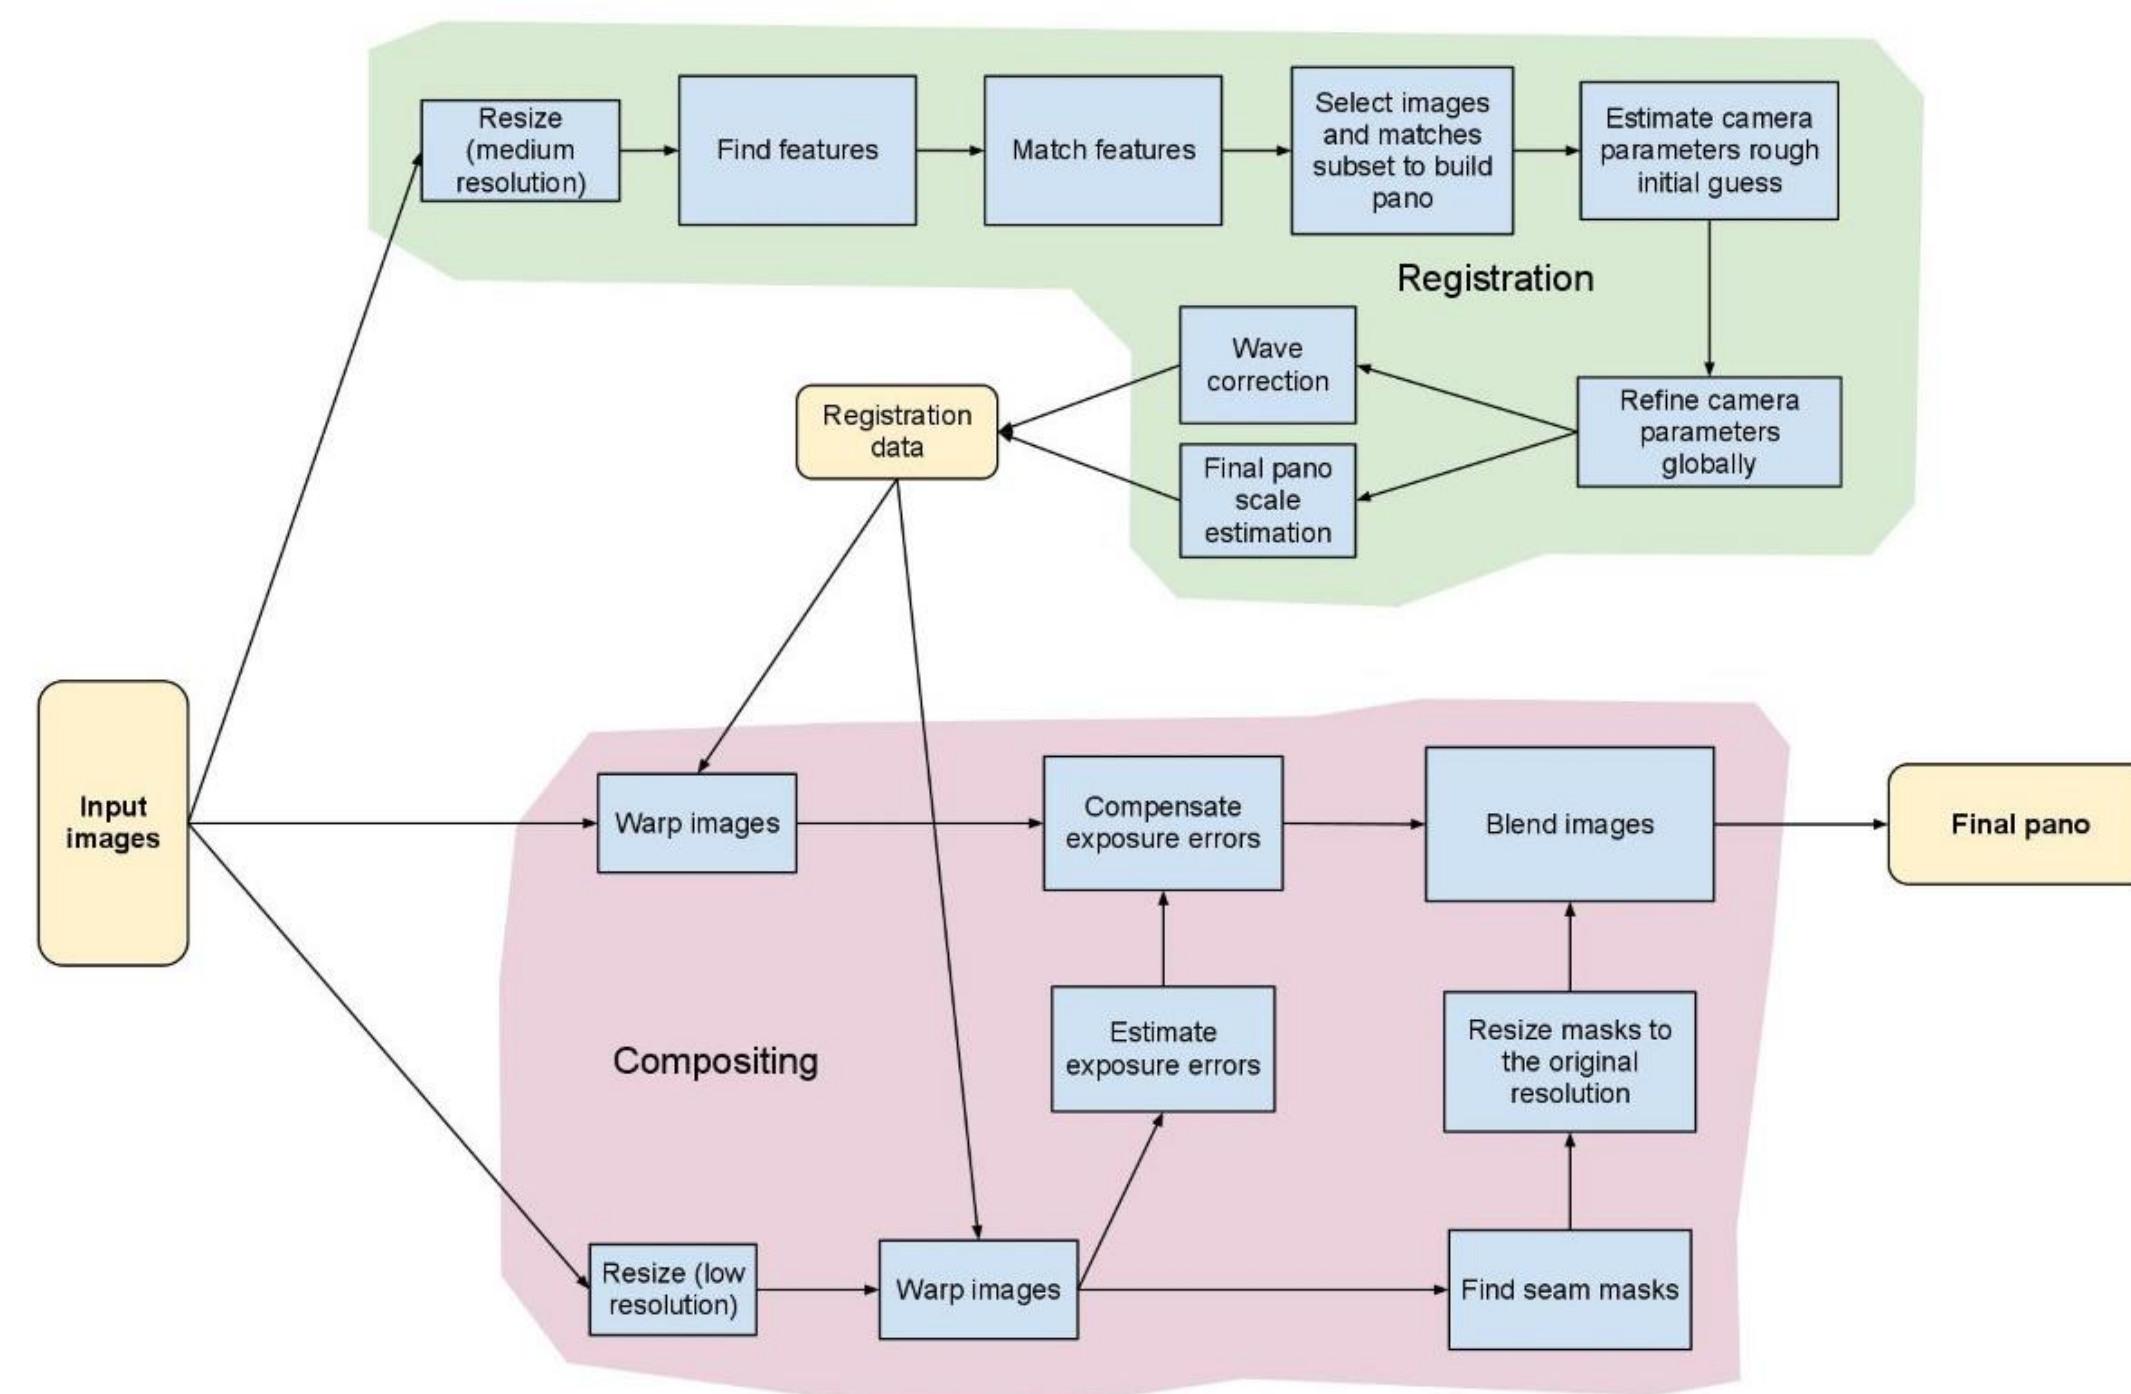 Resize
(medium
resolution)
Find features
Match features
Select images
and matches
subset to build
pano
Estimate camera
parameters rough
initial guess
Registration
Wave
correction
Refine camera
parameters
globally
Registration
data
Final pano
scale
estimation
Input
images
Warp images
Compensate
exposure errors
Blend images
Final pano
Compositing
Estimate
exposure errors
Resize masks to
the original
resolution
Resize (low
resolution)
Warp images
Find seam masks